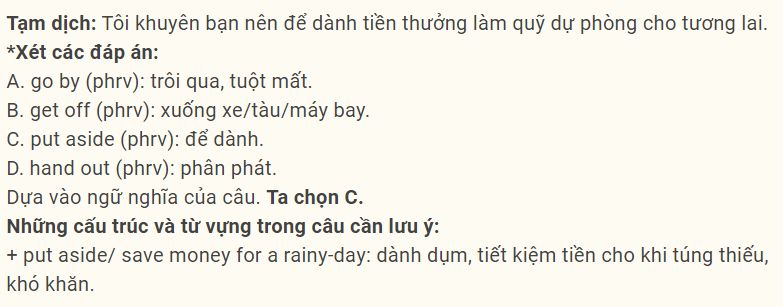 Tạm dịch: Tôi khuyên bạn nên để dành tiền thưởng làm quỹ dự phòng cho tương lai.
*Xét các đáp án:
A. go by (phrv): trôi qua, tuột mất.
B. get off (phrv): xuống xe/tàu/máy bay.
C. put aside (phrv): để dành.
D. hand out (phrv): phân phát.
Dựa vào ngữ nghĩa của câu. Ta chọn C.
Những cấu trúc và từ vựng trong câu cần lưu ý:
+ put aside/ save money for a rainy-day: dành dụm, tiết kiệm tiền cho khi túng thiếu,
khó khăn.